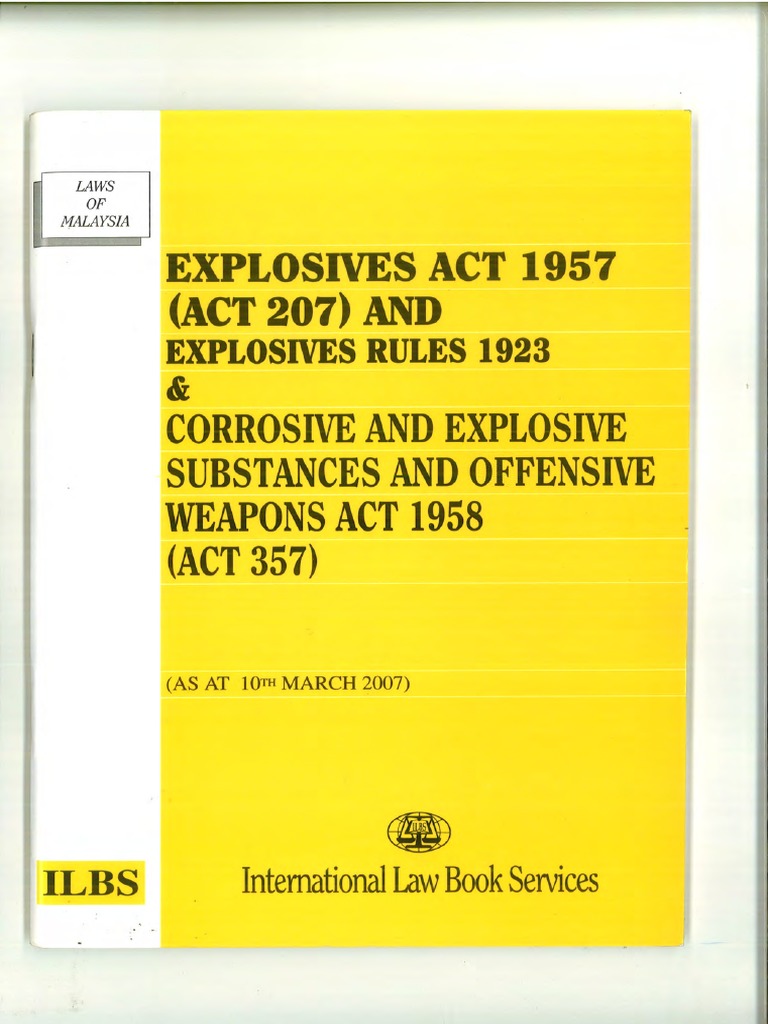 LAWS
OF
MALAYSIA
EXPLOSIVES ACT 1957
(ACT 207) AND
EXPLOSIVES RULES 1923
&
CORROSIVE AND EXPLOSIVE
SUBSTANCES AND OFFENSIVE
WEAPONS ACT 1958
(ACT 357)
(AS AT 10TH MARCH 2007)
ILBS
ILBS
International Law Book Services